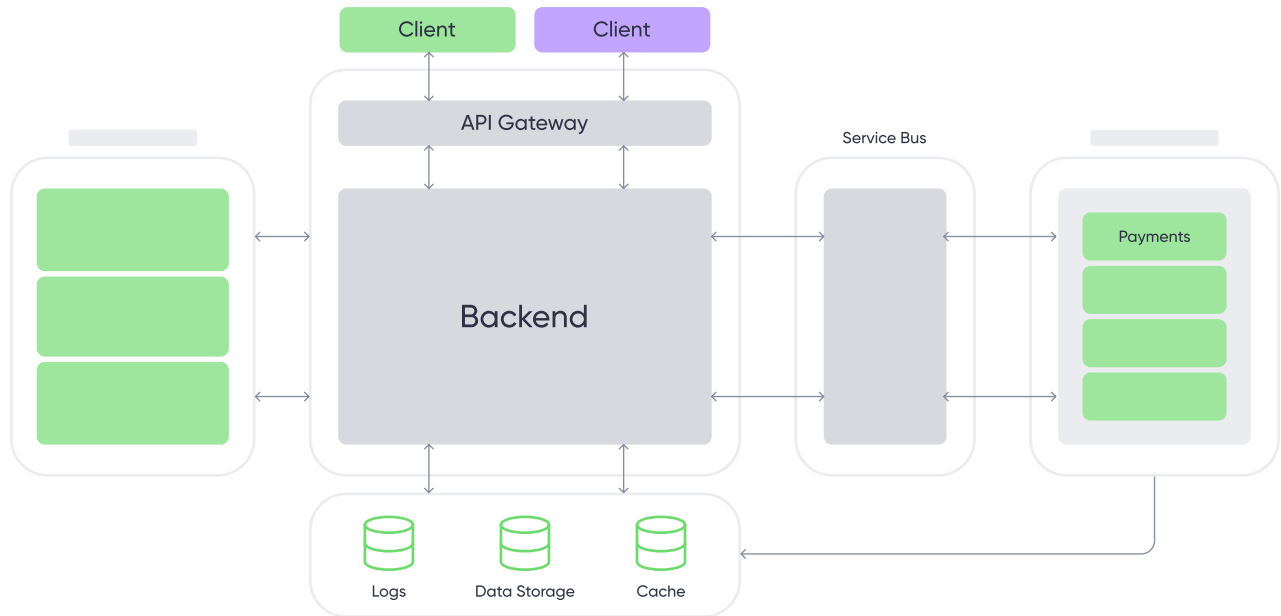 Client
Client
API Gateway
Service Bus
Payments
Backend
Logs
Data Storage
Cache